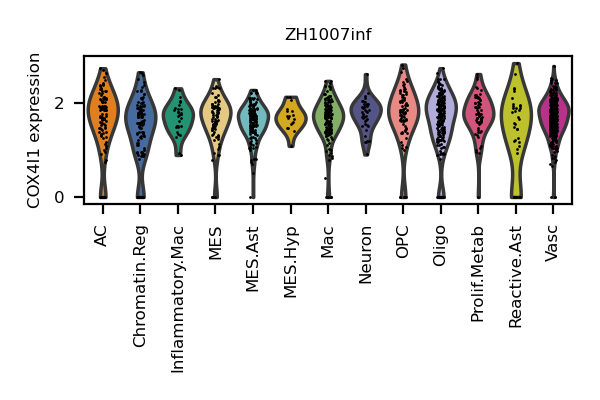 ZH1007inf
COX4I1 expression
2
0
AC
Chromatin.Reg
Inflammatory.Mac
MES
MES.Ast
MES.Hyp
Mac
Neuron
OPC
Oligo
Prolif.Metab
Reactive.Ast
Vasc